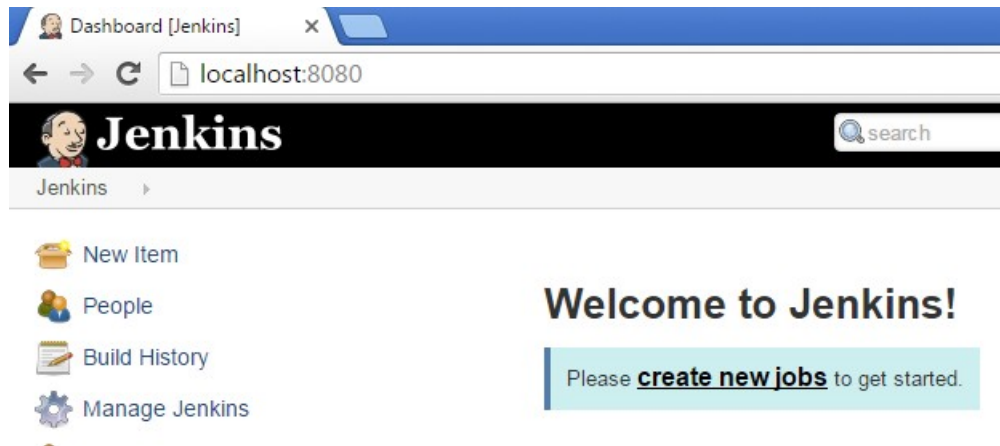 Dashboard [Jenkins]
localhost:8080
Jenkins
search
Jenkins
New Item
People
Build History
Manage Jenkins
Welcome to Jenkins!
Please create new jobs to get started.